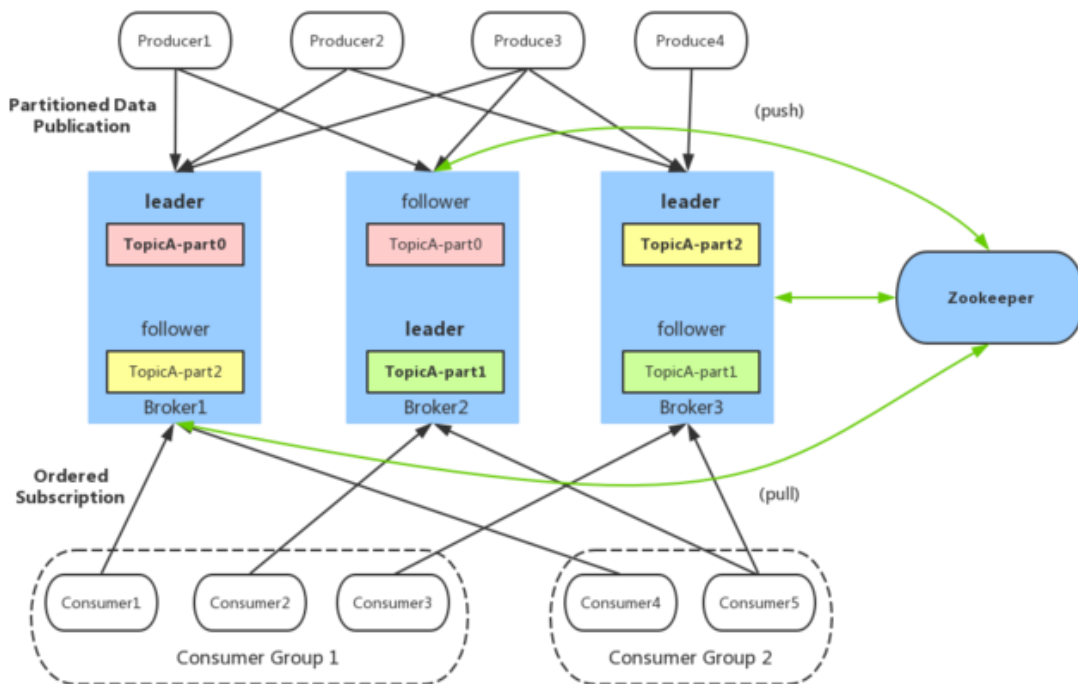 Producer1
Producer2
Produce3
Produce4
Partitioned Data
Publication
(push)
leader
TopicA-part0
follower
TopicA-part2
Broker1
follower
TopicA-part0
leader
TopicA-part1
Broker2
leader
TopicA-part2
follower
TopicA-part1
Broker3
Zookeeper
Ordered
Subscription
(pull)
Consumer1
Consumer2
Consumer3
Consumer Group 1
Consumer4
Consumer5
Consumer Group 2